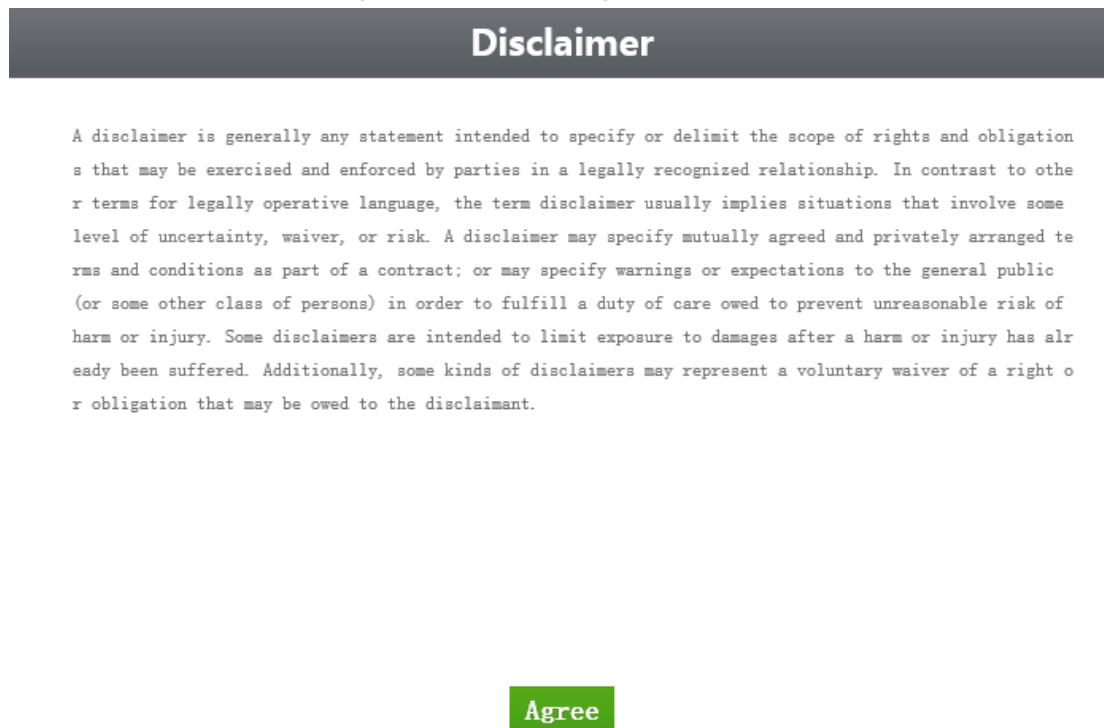 Disclaimer
A disclaimer is generally any statement intended to specify or delimit the scope of rights and obligation
s that may be exercised and enforced by parties in a legally recognized relationship. In contrast to othe
r terms for legally operative language, the term disclaimer usually implies situations that involve some
level of uncertainty, waiver, or risk. A disclaimer may specify mutually agreed and privately arranged te
rms and conditions as part of a contract; or may specify warnings or expectations to the general public
(or some other class of persons) in order to fulfill a duty of care owed to prevent unreasonable risk of
harm or injury. Some disclaimers are intended to limit exposure to damages after a harm or injury has alr
eady been suffered. Additionally, some kinds of disclaimers may represent a voluntary waiver of a right o
r obligation that may be owed to the disclaimant.
Agree